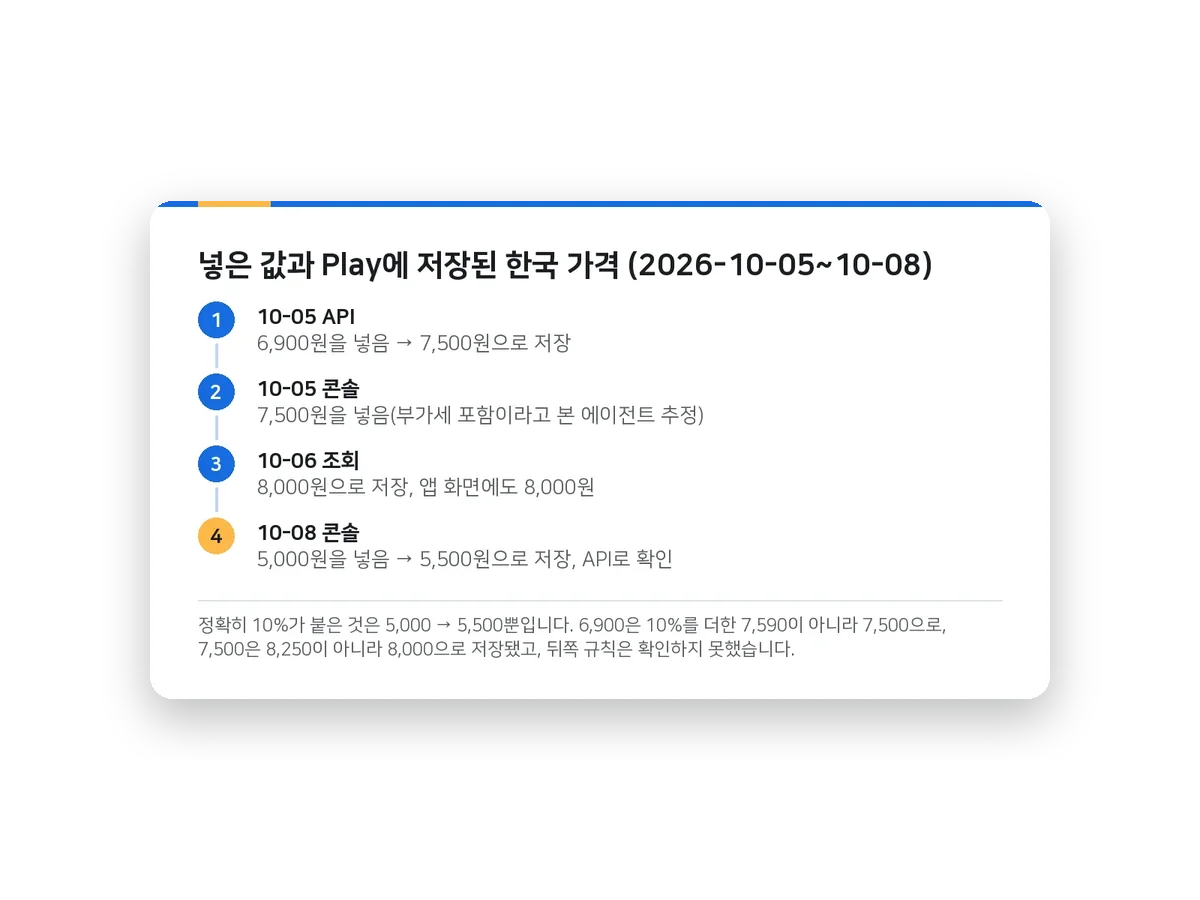 넣은 값과 Play에 저장된 한국 가격 (2026-10-05~10-08)
1
10-05 API
6,900원을 넣음 → 7,500원으로 저장
2
10-05 콘솔
7,500원을 넣음(부가세 포함이라고 본 에이전트 추정)
3
10-06 조회
8,000원으로 저장, 앱 화면에도 8,000원
4
10-08 콘솔
5,000원을 넣음 → 5,500원으로 저장, API로 확인
정확히 10%가 붙은 것은 5,000 → 5,500뿐입니다. 6,900은 10%를 더한 7,590이 아니라 7,500으로,
7,500은 8,250이 아니라 8,000으로 저장됐고, 뒤쪽 규칙은 확인하지 못했습니다.